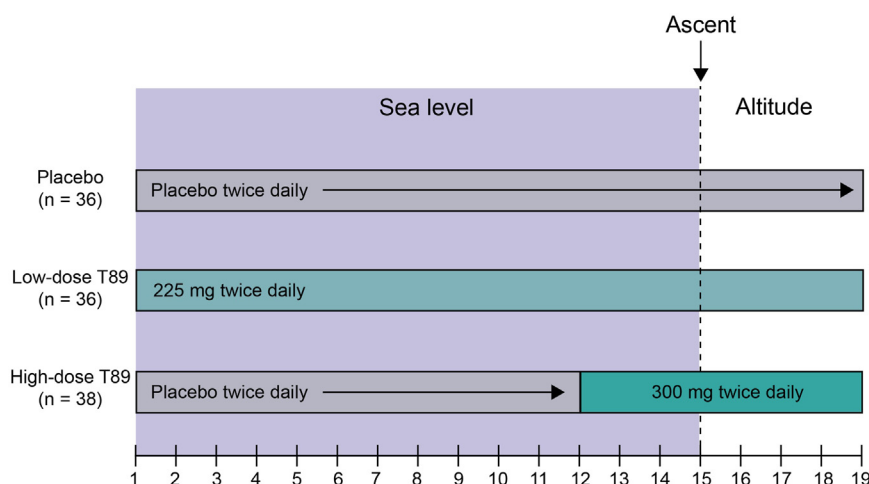 Ascent
Sea level
Altitude
Placebo
(n = 36)
Placebo twice daily
Low-dose T89
(n = 36)
225 mg twice daily
High-dose T89
(n = 38)
Placebo twice daily
300 mg twice daily
1 2 3 4 5 6 7 8 9 10 11 12 13 14 15 16 17 18 19